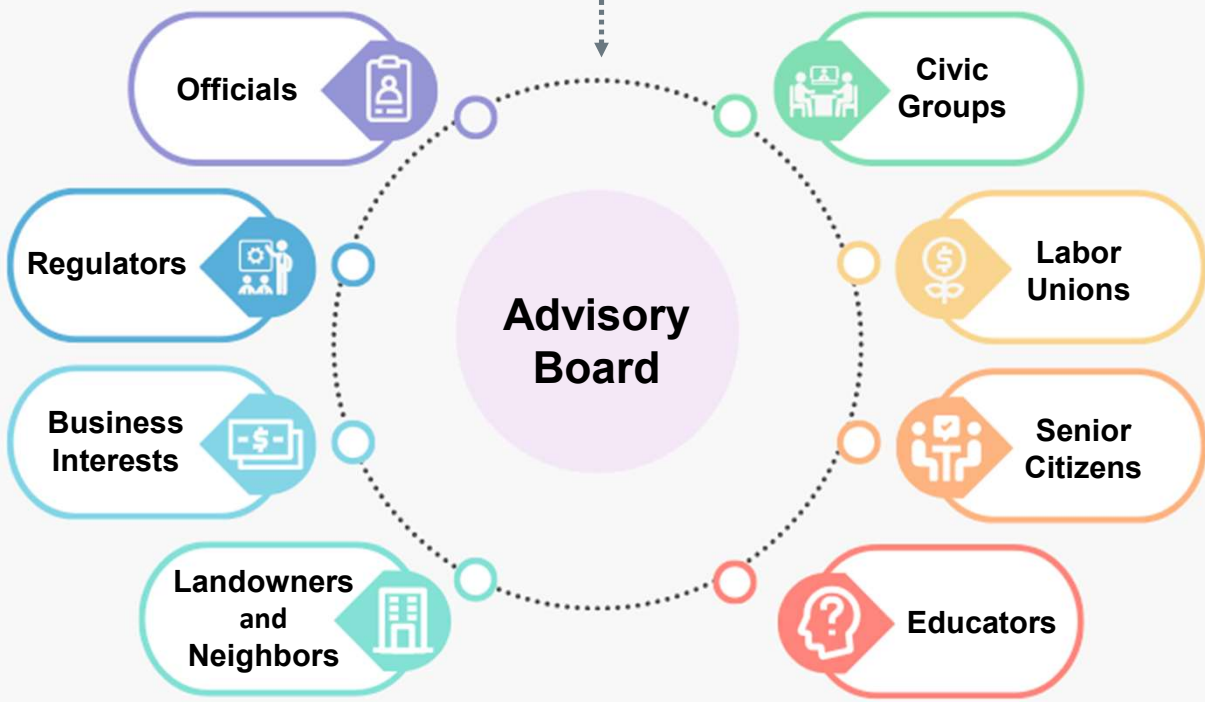 Officials
Civic
Groups
Regulators
Labor
Unions
Advisory
Board
Business
Interests
Senior
Citizens
Landowners
and
Neighbors
Educators